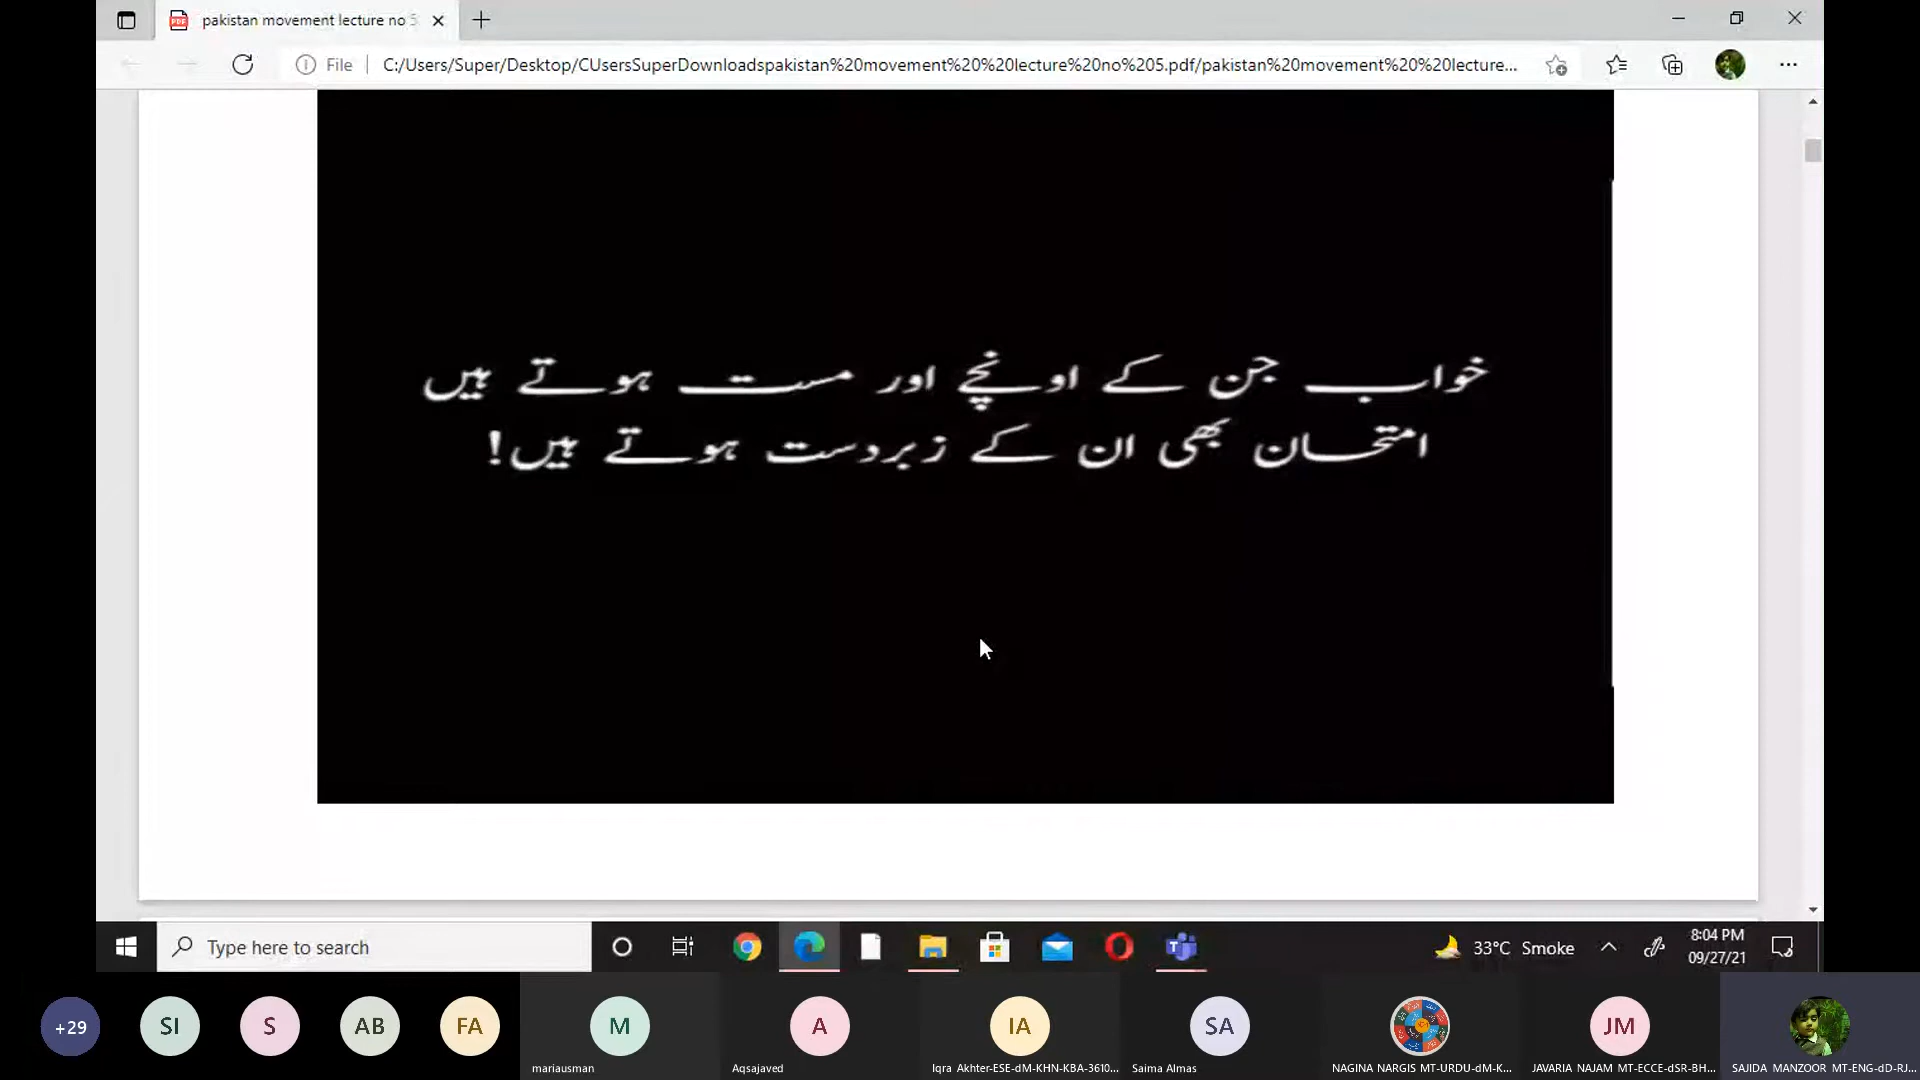 pakistan movement lecture no 5
File
C:/Users/Super/Desktop/CUsersSuperDownloadspakistan%20movement%20%20lecture%20no%205.pdf/pakistan%20movement%20%20lecture...
خواب جن کے اونچے اور مست ہوتے ہیں
امتحان بھی ان کے زبردست ہوتے ہیں!
Type here to search
33°C Smoke
8:04 PM
09/27/21
+29
SI
S
AB
FA
M
A
IA
SA
JM
mariausman
Aqsajaved
Iqra Akhter-ESE-dM-KHN-KBA-3610...
Saima Almas
NAGINA NARGIS MT-URDU-dM-K...
JAVARIA NAJAM MT-ECCE-dSR-BH...
SAJIDA MANZOOR MT-ENG-dD-RJ...